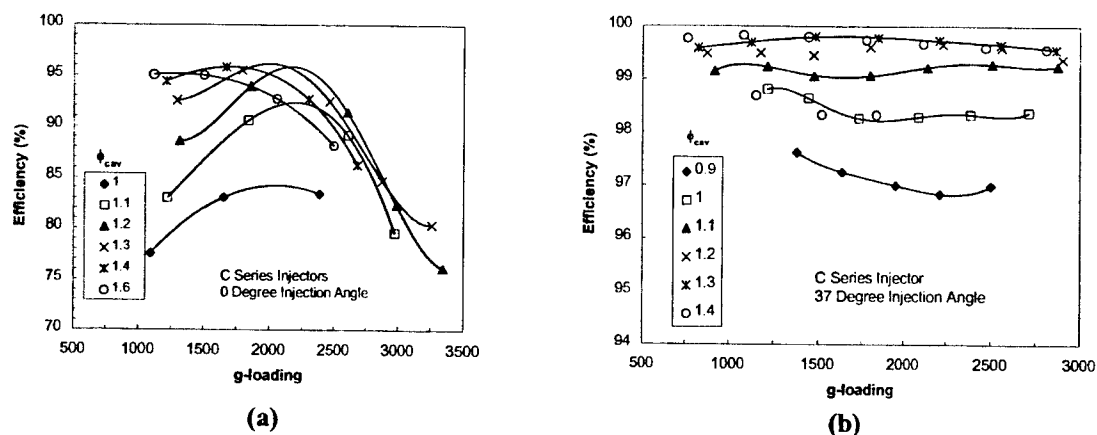 100
95
90
85
80
75
70
Efficiency (%)
ϕcav
1
1.1
1.2
1.3
1.4
1.6
C Series Injectors
0 Degree Injection Angle
500 1000 1500 2000 2500 3000 3500
g-loading
(a)
100
99
98
97
96
95
94
Efficiency (%)
ϕcav
0.9
1
1.1
1.2
1.3
1.4
C Series Injector
37 Degree Injection Angle
500 1000 1500 2000 2500 3000
g-loading
(b)